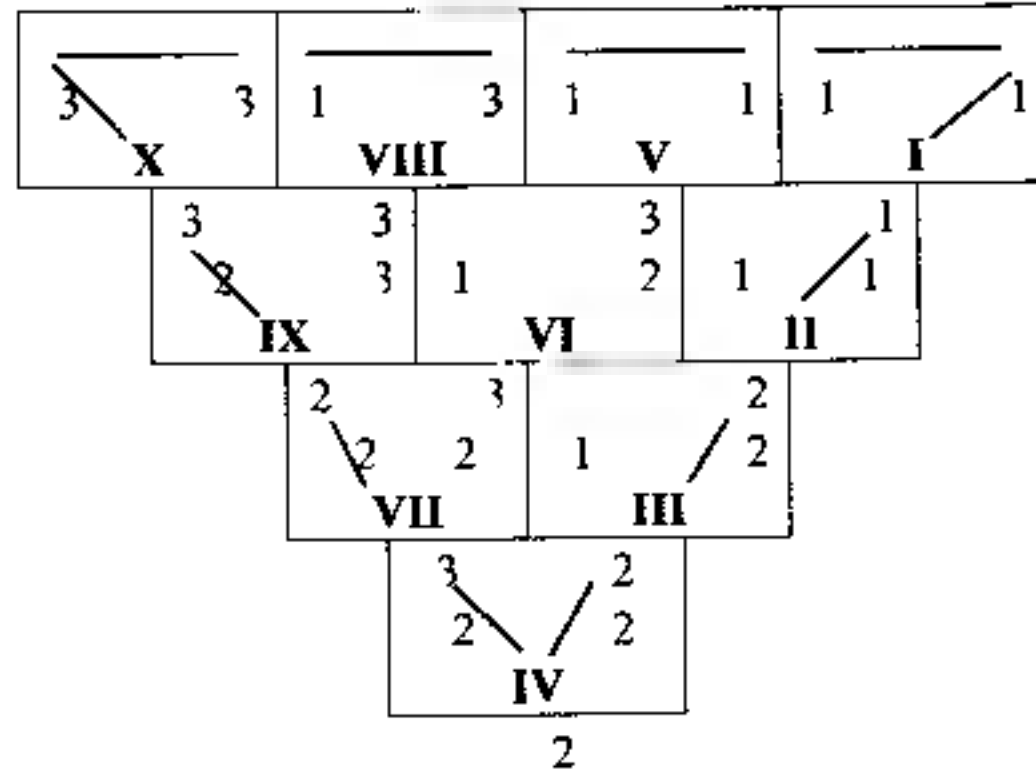 3 3 1 3 1 1 1 1
X VIII V I
3 3 3 1
2 3 1 2 1 1
IX VI II
2 3 2
2 2 1 2
VII III
3 2
2 2
IV
2